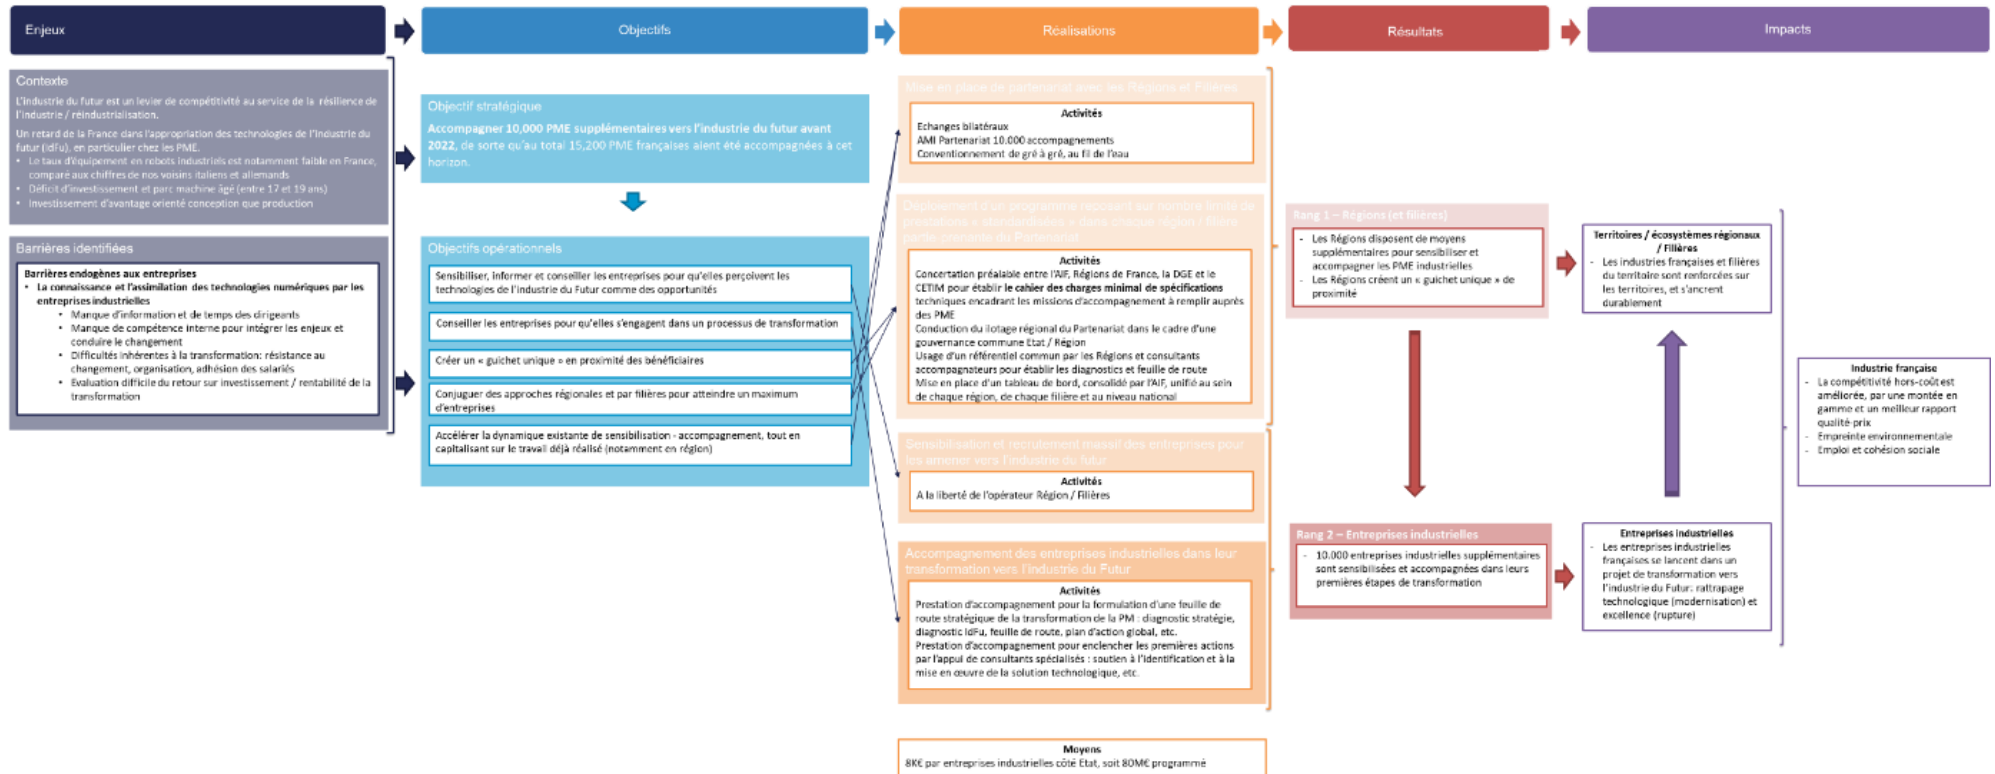 Enjeux
Objectifs
Réalisations
Résultats
Impacts
Contexte
L'industrie du futur est un levier de compétitivité au service de la résilience de
l'industrie / réindustrialisation.
Un retard de la France dans l'appropriation des technologies de l'industrie du
futur (IdFu), en particulier chez les PME.
• Le taux d'équipement en robots industriels est notamment faible en France,
comparé aux chiffres de nos voisins italiens et allemands
• Déficit d'investissement et parc machine âgé (entre 17 et 19 ans)
• Investissement d'avantage orienté conception que production
Barrières identifiées
Barrières endogènes aux entreprises
• La connaissance et l'assimilation des technologies numériques par les
entreprises industrielles
• Manque d'information et de temps des dirigeants
• Manque de compétence interne pour intégrer les enjeux et
conduire le changement
• Difficultés inhérentes à la transformation: résistance au
changement, organisation, adhésion des salariés
• Evaluation difficile du retour sur investissement / rentabilité de la
transformation
Objectif stratégique
Accompagner 10,000 PME supplémentaires vers l'industrie du futur avant
2022, de sorte qu'au total 15,200 PME françaises aient été accompagnées à cet
horizon.
Objectifs opérationnels
Sensibiliser, informer et conseiller les entreprises pour qu'elles perçoivent les
technologies de l'industrie du Futur comme des opportunités
Conseiller les entreprises pour qu'elles s'engagent dans un processus de transformation
Créer un « guichet unique » en proximité des bénéficiaires
Conjuguer des approches régionales et par filières pour atteindre un maximum
d'entreprises
Accélérer la dynamique existante de sensibilisation - accompagnement, tout en
capitalisant sur le travail déjà réalisé (notamment en région)
Mise en place de partenariat avec les Régions et Filières
Activités
Echanges bilatéraux
AMI Partenariat 10.000 accompagnements
Conventionnement de gré à gré, au fil de l'eau
Déploiement d'un programme reposant sur nombre limité de
prestations « standardisées » dans chaque région / filière
partie prenante du Partenariat
Activités
Concertation préalable entre l'AIF, Régions de France, la DGE et le
CETIM pour établir le cahier des charges minimal de spécifications
techniques encadrant les missions d'accompagnement à remplir auprès
des PME
Conduction du ilotage régional du Partenariat dans le cadre d'une
gouvernance commune Etat / Région
Usage d'un référentiel commun par les Régions et consultants
accompagnateurs pour établir les diagnostics et feuille de route
Mise en place d'un tableau de bord, consolidé par l'AIF, unifié au sein
de chaque région, de chaque filière et au niveau national
Sensibilisation et recrutement massif des entreprises pour
les amener vers l'industrie du futur
Activités
A la liberté de l'opérateur Région / Filières
Accompagnement des entreprises industrielles dans leur
transformation vers l'Industrie du Futur
Activités
Prestation d'accompagnement pour la formulation d'une feuille de
route stratégique de la transformation de la PM : diagnostic stratégie,
diagnostic IdFu, feuille de route, plan d'action global, etc.
Prestation d'accompagnement pour enclencher les premières actions
par l'appui de consultants spécialisés : soutien à l'identification et à la
mise en œuvre de la solution technologique, etc.
Moyens
8K€ par entreprises industrielles côté Etat, soit 80M€ programmé
Rang 1 – Régions (et filières)
- Les Régions disposent de moyens
supplémentaires pour sensibiliser et
accompagner les PME industrielles
- Les Régions créent un « guichet unique » de
proximité
Rang 2 – Entreprises industrielles
- 10.000 entreprises industrielles supplémentaires
sont sensibilisées et accompagnées dans leurs
premières étapes de transformation
Territoires / écosystèmes régionaux
/ Filières
- Les industries françaises et filières
du territoire sont renforcées sur
les territoires, et s'ancrent
durablement
Entreprises industrielles
- Les entreprises industrielles
françaises se lancent dans un
projet de transformation vers
l'industrie du Futur: rattrapage
technologique (modernisation) et
excellence (rupture)
Industrie française
- La compétitivité hors-coût est
améliorée, par une montée en
gamme et un meilleur rapport
qualité-prix
- Empreinte environnementale
- Emploi et cohésion sociale